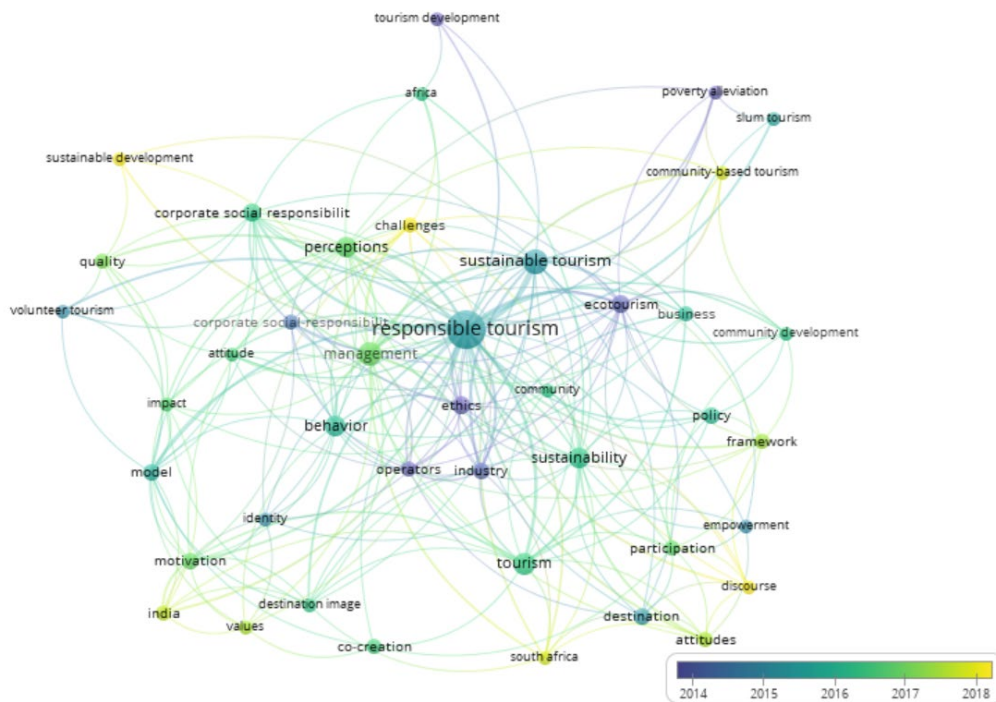 tourism development
africa
poverty alleviation
slum tourism
sustainable development
community-based tourism
corporate social responsibilit
challenges
perceptions
quality
sustainable tourism
ecotourism
volunteer tourism
business
corporate social-responsibilit
responsible tourism
community development
attitude
management
community
impact
ethics
policy
behavior
framework
sustainability
model
operators
industry
identity
empowerment
participation
motivation
tourism
discourse
destination image
india
destination
values
attitudes
co-creation
south africa
2014 2015 2016 2017 2018